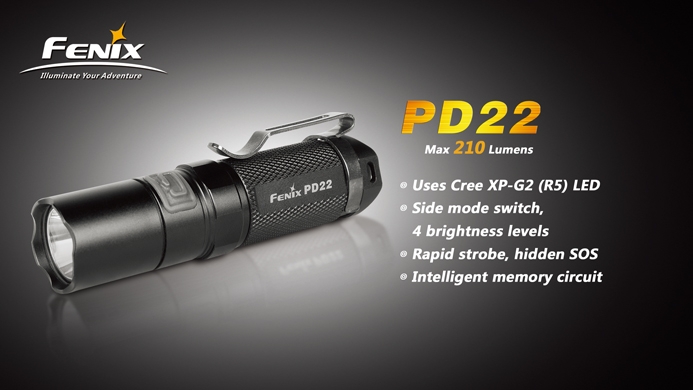 FENIX
Illuminate Your Adventure
PD22
Max 210 Lumens
Uses Cree XP-G2 (R5) LED
Side mode switch,
4 brightness levels
Rapid strobe, hidden SOS
Intelligent memory circuit
FENIX PD22